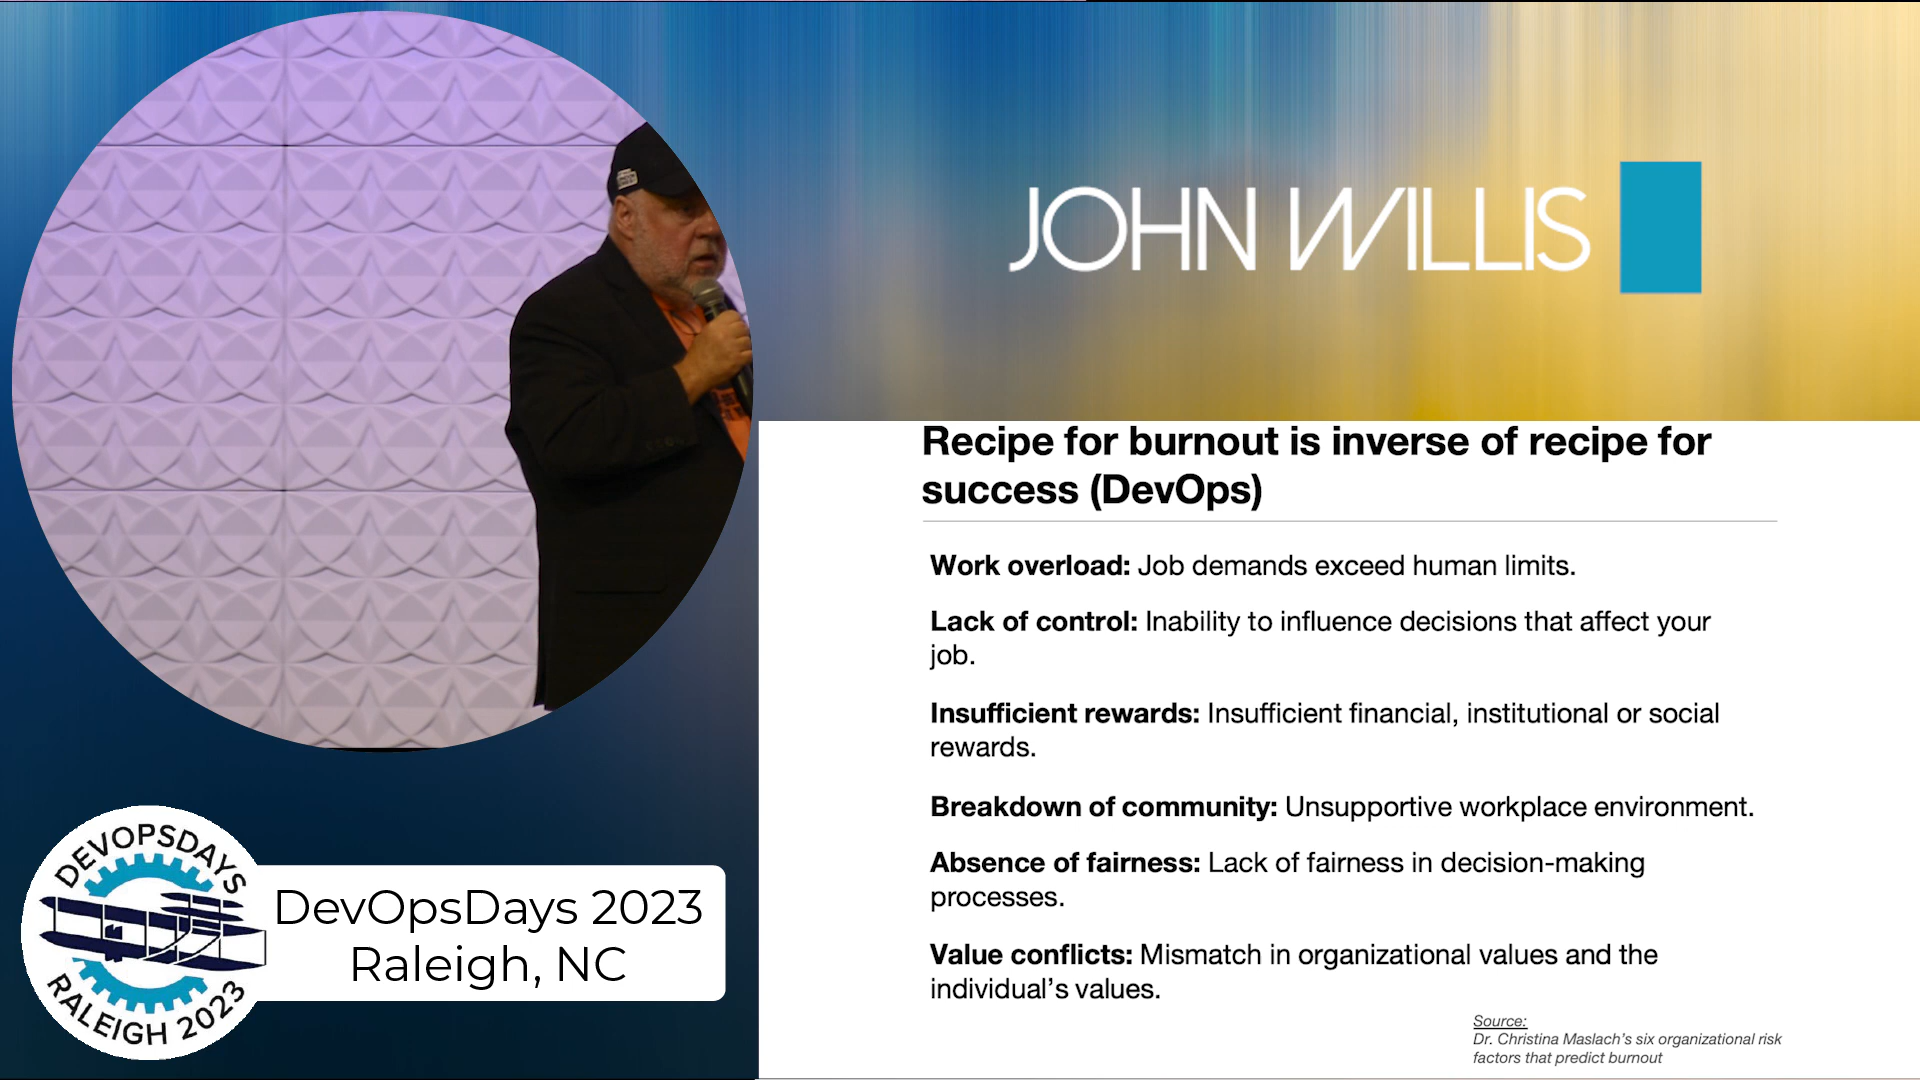 JOHN WILLIS
Recipe for burnout is inverse of recipe for
success (DevOps)
Work overload: Job demands exceed human limits.
Lack of control: Inability to influence decisions that affect your
job.
Insufficient rewards: Insufficient financial, institutional or social
rewards.
Breakdown of community: Unsupportive workplace environment.
Absence of fairness: Lack of fairness in decision-making
processes.
Value conflicts: Mismatch in organizational values and the
individual’s values.
Source:
Dr. Christina Maslach’s six organizational risk
factors that predict burnout
DEVOPSDAYS
RALEIGH 2023
DevOpsDays 2023
Raleigh, NC